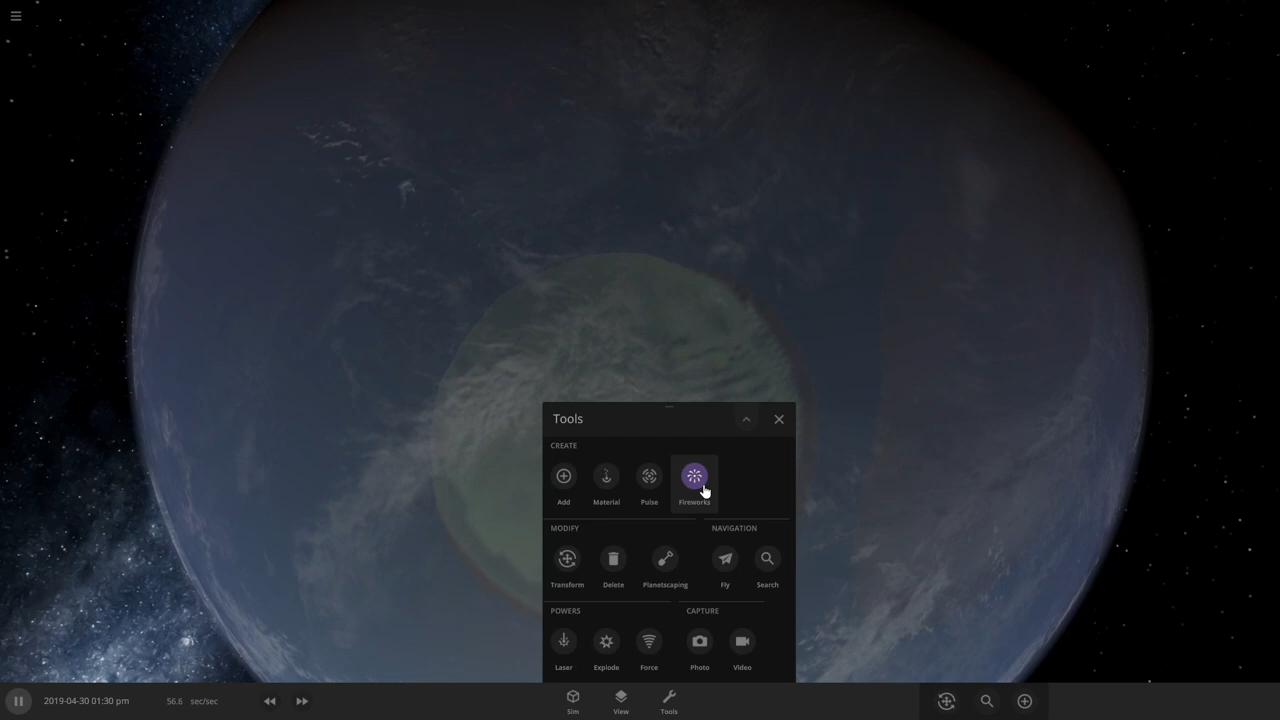 Tools
CREATE
Add Material Pulse Fireworks
MODIFY NAVIGATION
Transform Delete Planetscaping Fly Search
POWERS CAPTURE
Laser Explode Force Photo Video
2019-04-30 01:30 pm 56.6 sec/sec
Sim View Tools